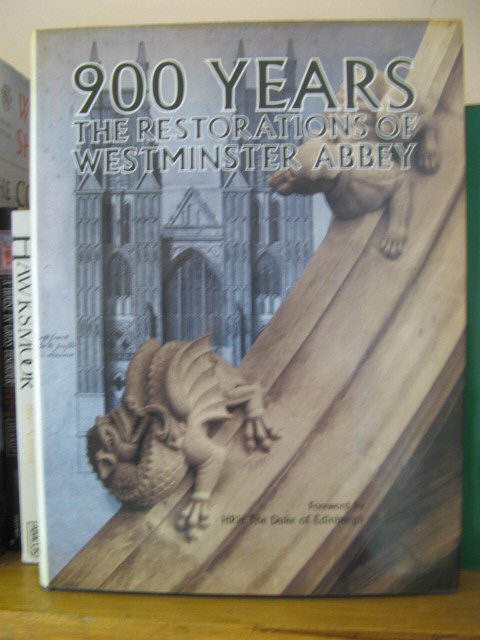 900 YEARS
THE RESTORATIONS OF
WESTMINSTER ABBEY
Foreword by
HRH The Duke of Edinburgh
HAWKSMOOR